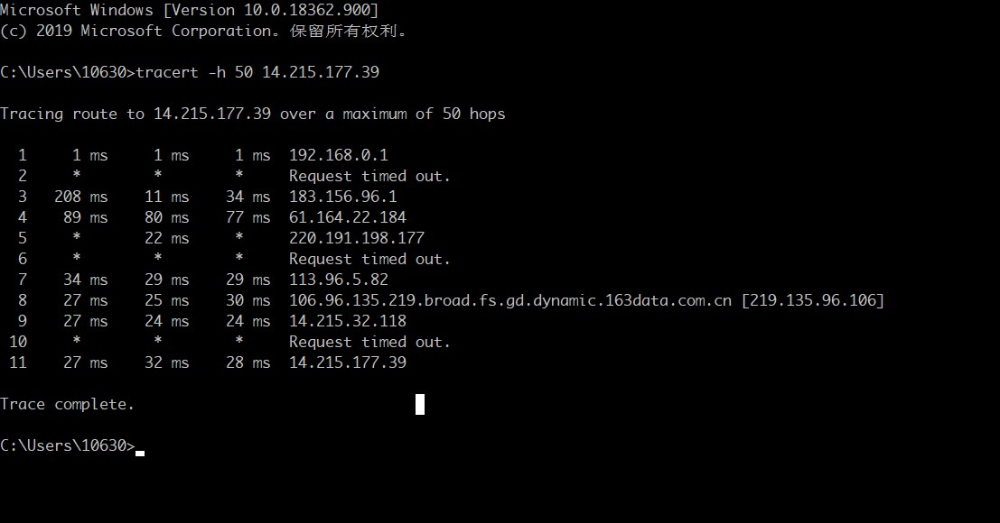 Microsoft Windows [Version 10.0.18362.900]
(c) 2019 Microsoft Corporation。保留所有权利。
C:\Users\10630>tracert -h 50 14.215.177.39
Tracing route to 14.215.177.39 over a maximum of 50 hops
1 1 ms 1 ms 1 ms 192.168.0.1
2 * * * Request timed out.
3 208 ms 11 ms 34 ms 183.156.96.1
4 89 ms 80 ms 77 ms 61.164.22.184
5 * 22 ms * 220.191.198.177
6 * * * Request timed out.
7 34 ms 29 ms 29 ms 113.96.5.82
8 27 ms 25 ms 30 ms 106.96.135.219.broad.fs.gd.dynamic.163data.com.cn [219.135.96.106]
9 27 ms 24 ms 24 ms 14.215.32.118
10 * * * Request timed out.
11 27 ms 32 ms 28 ms 14.215.177.39
Trace complete.
C:\Users\10630>